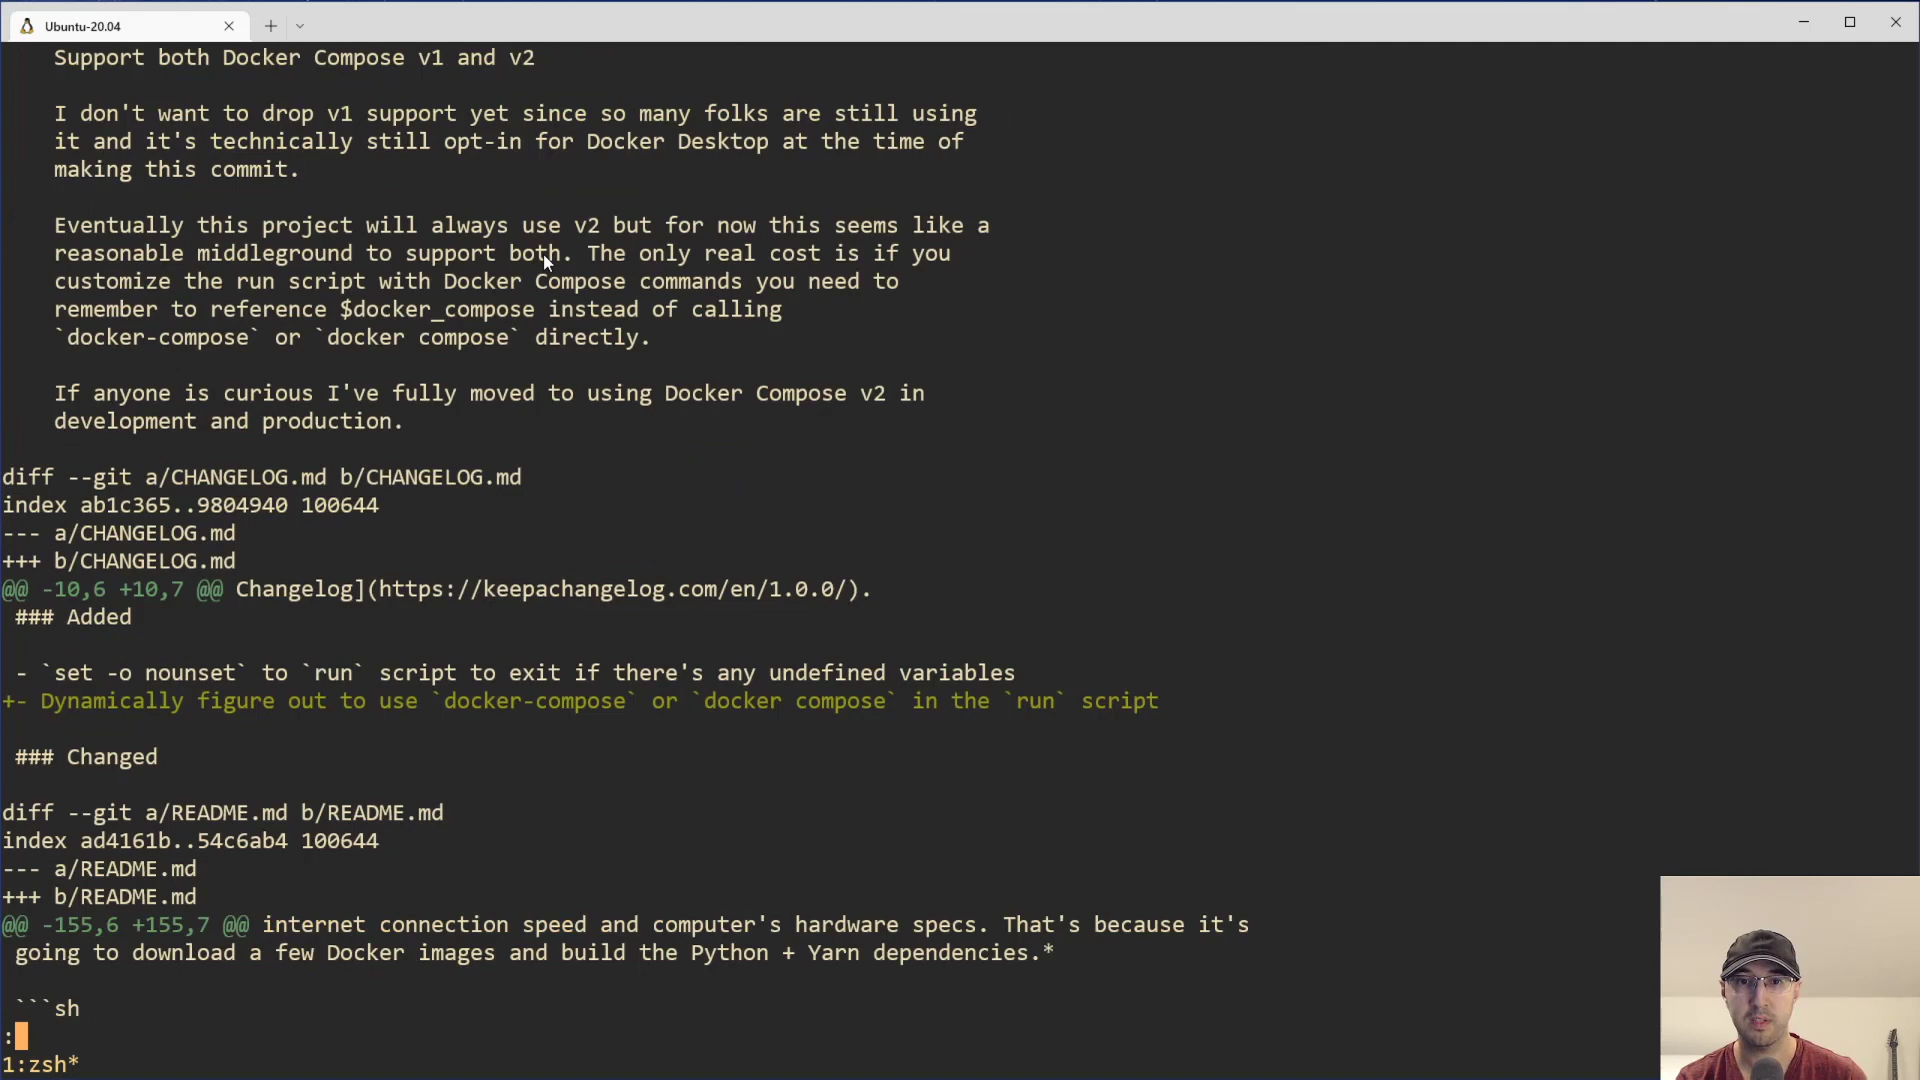 Ubuntu-20.04
Support both Docker Compose v1 and v2
I don't want to drop v1 support yet since so many folks are still using
it and it's technically still opt-in for Docker Desktop at the time of
making this commit.
Eventually this project will always use v2 but for now this seems like a
reasonable middleground to support both. The only real cost is if you
customize the run script with Docker Compose commands you need to
remember to reference $docker_compose instead of calling
`docker-compose` or `docker compose` directly.
If anyone is curious I've fully moved to using Docker Compose v2 in
development and production.
diff --git a/CHANGELOG.md b/CHANGELOG.md
index ab1c365..9804940 100644
--- a/CHANGELOG.md
+++ b/CHANGELOG.md
@@ -10,6 +10,7 @@ Changelog](https://keepachangelog.com/en/1.0.0/).
### Added
- `set -o nounset` to `run` script to exit if there's any undefined variables
+- Dynamically figure out to use `docker-compose` or `docker compose` in the `run` script
### Changed
diff --git a/README.md b/README.md
index ad4161b..54c6ab4 100644
--- a/README.md
+++ b/README.md
@@ -155,6 +155,7 @@ internet connection speed and computer's hardware specs. That's because it's
going to download a few Docker images and build the Python + Yarn dependencies.*
```sh
:
1:zsh*